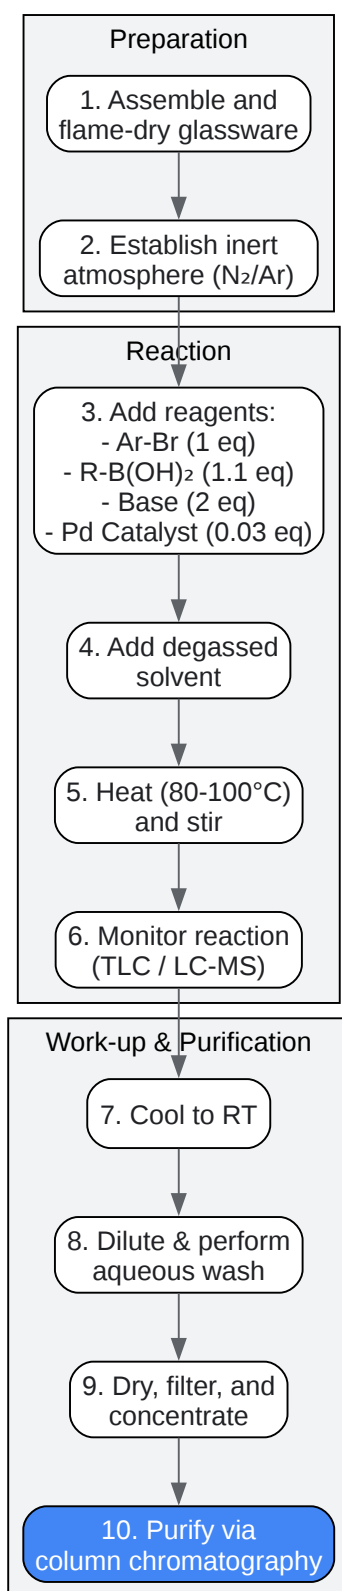 Preparation
1. Assemble and
flame-dry glassware
2. Establish inert
atmosphere (N₂/Ar)
Reaction
3. Add reagents:
- Ar-Br (1 eq)
- R-B(OH)₂ (1.1 eq)
- Base (2 eq)
- Pd Catalyst (0.03 eq)
4. Add degassed
solvent
5. Heat (80-100°C)
and stir
6. Monitor reaction
(TLC / LC-MS)
Work-up & Purification
7. Cool to RT
8. Dilute & perform
aqueous wash
9. Dry, filter, and
concentrate
10. Purify via
column chromatography